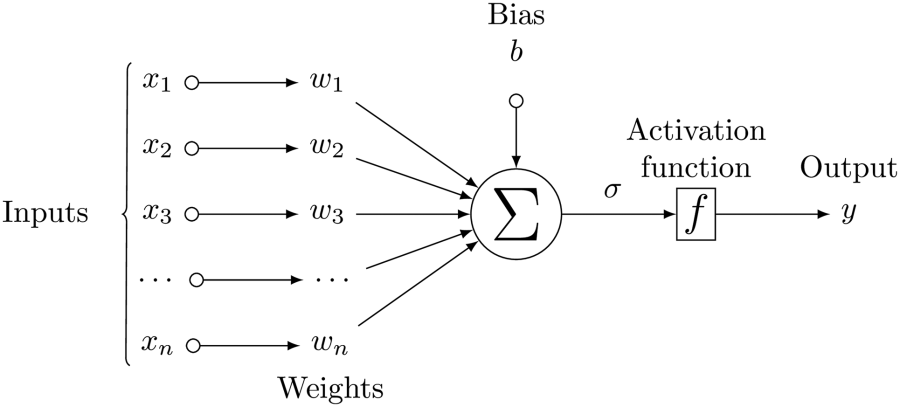 Bias
b
x₁ w₁
Activation
x₂ w₂ function Output
Inputs x₃ w₃ ∑ σ f y
⋯ ⋯
xₙ wₙ
Weights